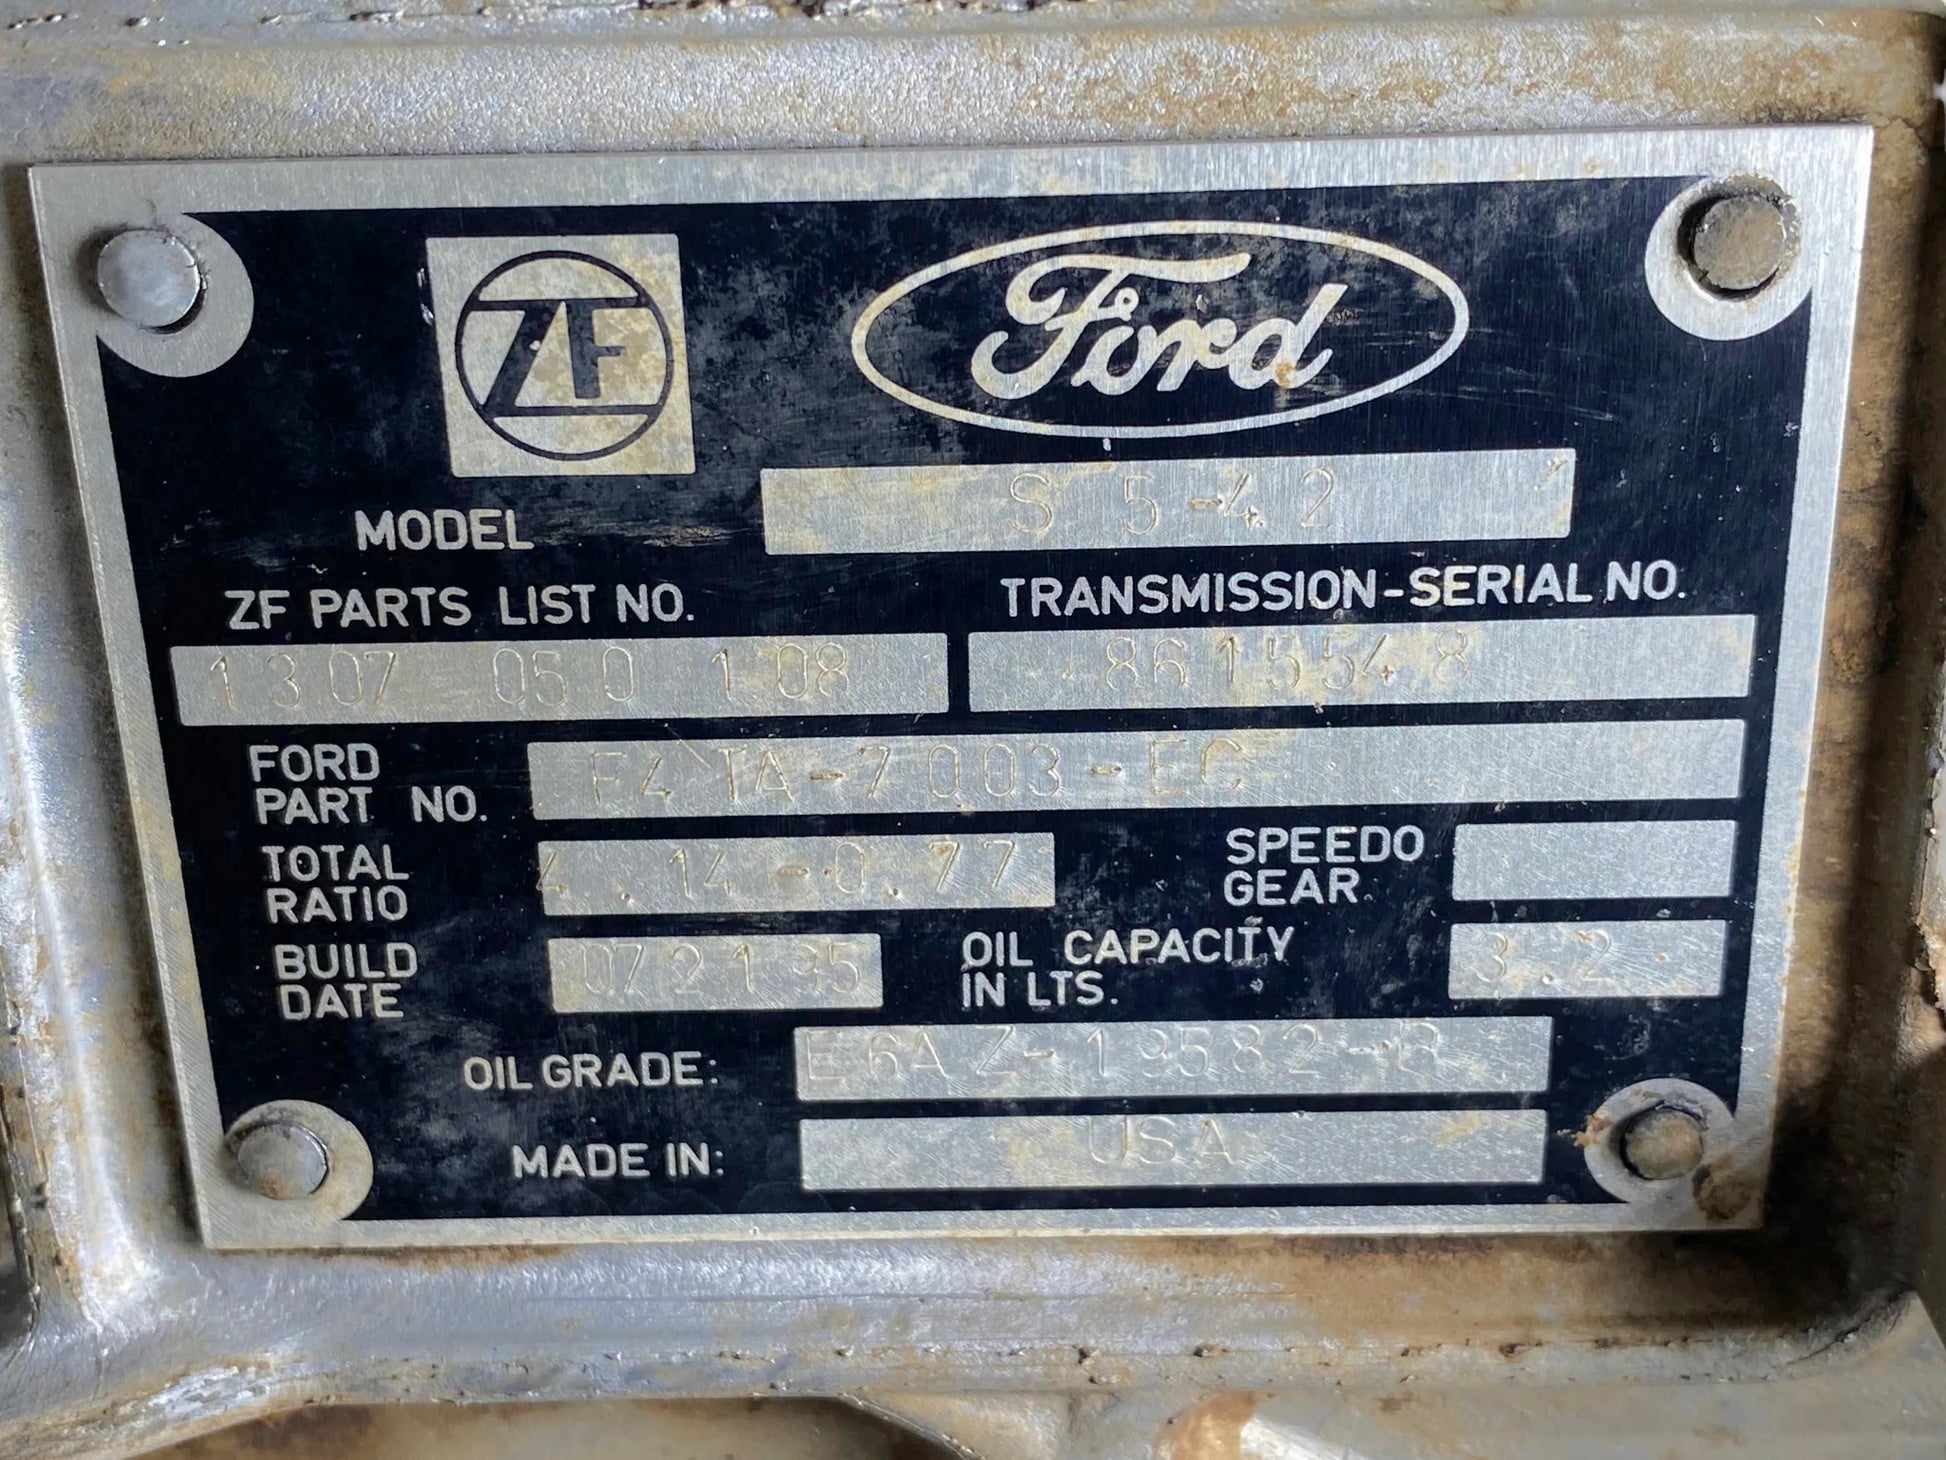 ZF Ford
MODEL S 5-42
ZF PARTS LIST NO. TRANSMISSION-SERIAL NO.
1307 050 108 8615548
FORD PART NO. F4TA-7003-EC
TOTAL RATIO 4.14-0.77 SPEEDO GEAR
BUILD DATE 072195 OIL CAPACITY IN LTS. 3.2
OIL GRADE: E6AZ-19582-B
MADE IN: USA